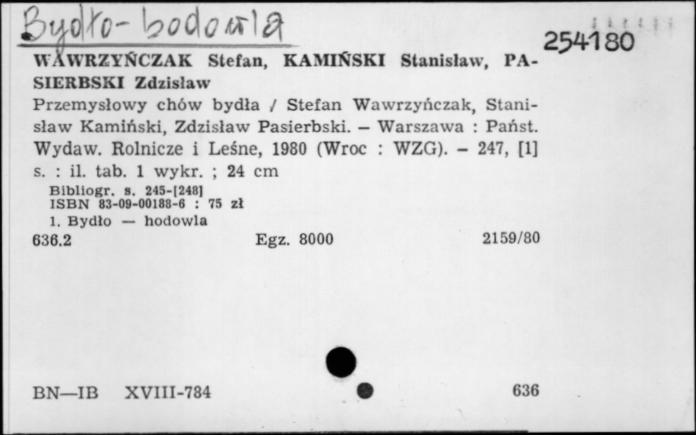 Bydło - hodowla
254180
WAWRZYŃCZAK Stefan, KAMIŃSKI Stanisław, PA-
SIERBSKI Zdzisław
Przemysłowy chów bydła / Stefan Wawrzyńczak, Stani-
sław Kamiński, Zdzisław Pasierbski. — Warszawa : Państ.
Wydaw. Rolnicze i Leśne, 1980 (Wroc : WZG). — 247, [1]
s. : il. tab. 1 wykr. ; 24 cm
Bibliogr. s. 245-[248]
ISBN 83-09-00188-6 : 75 zł
1. Bydło — hodowla
636.2 Egz. 8000 2159/80
BN—IB XVIII-784 636